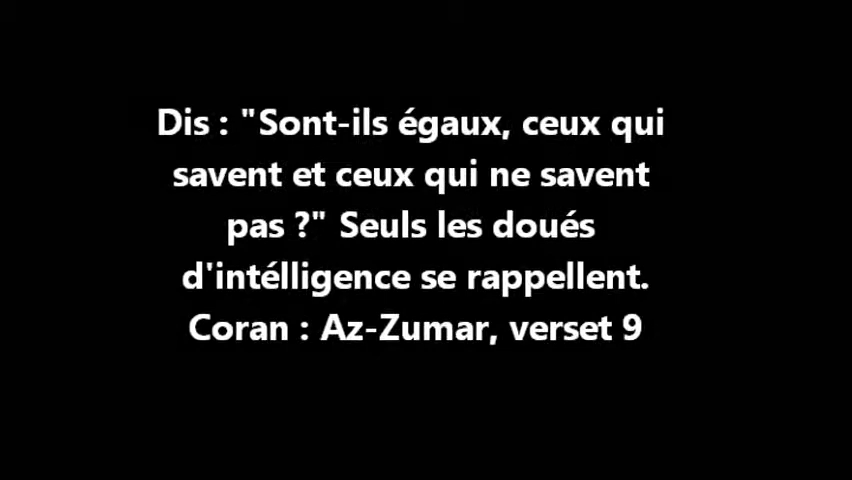 Dis : "Sont-ils égaux, ceux qui
savent et ceux qui ne savent
pas ?" Seuls les doués
d'intélligence se rappellent.
Coran : Az-Zumar, verset 9